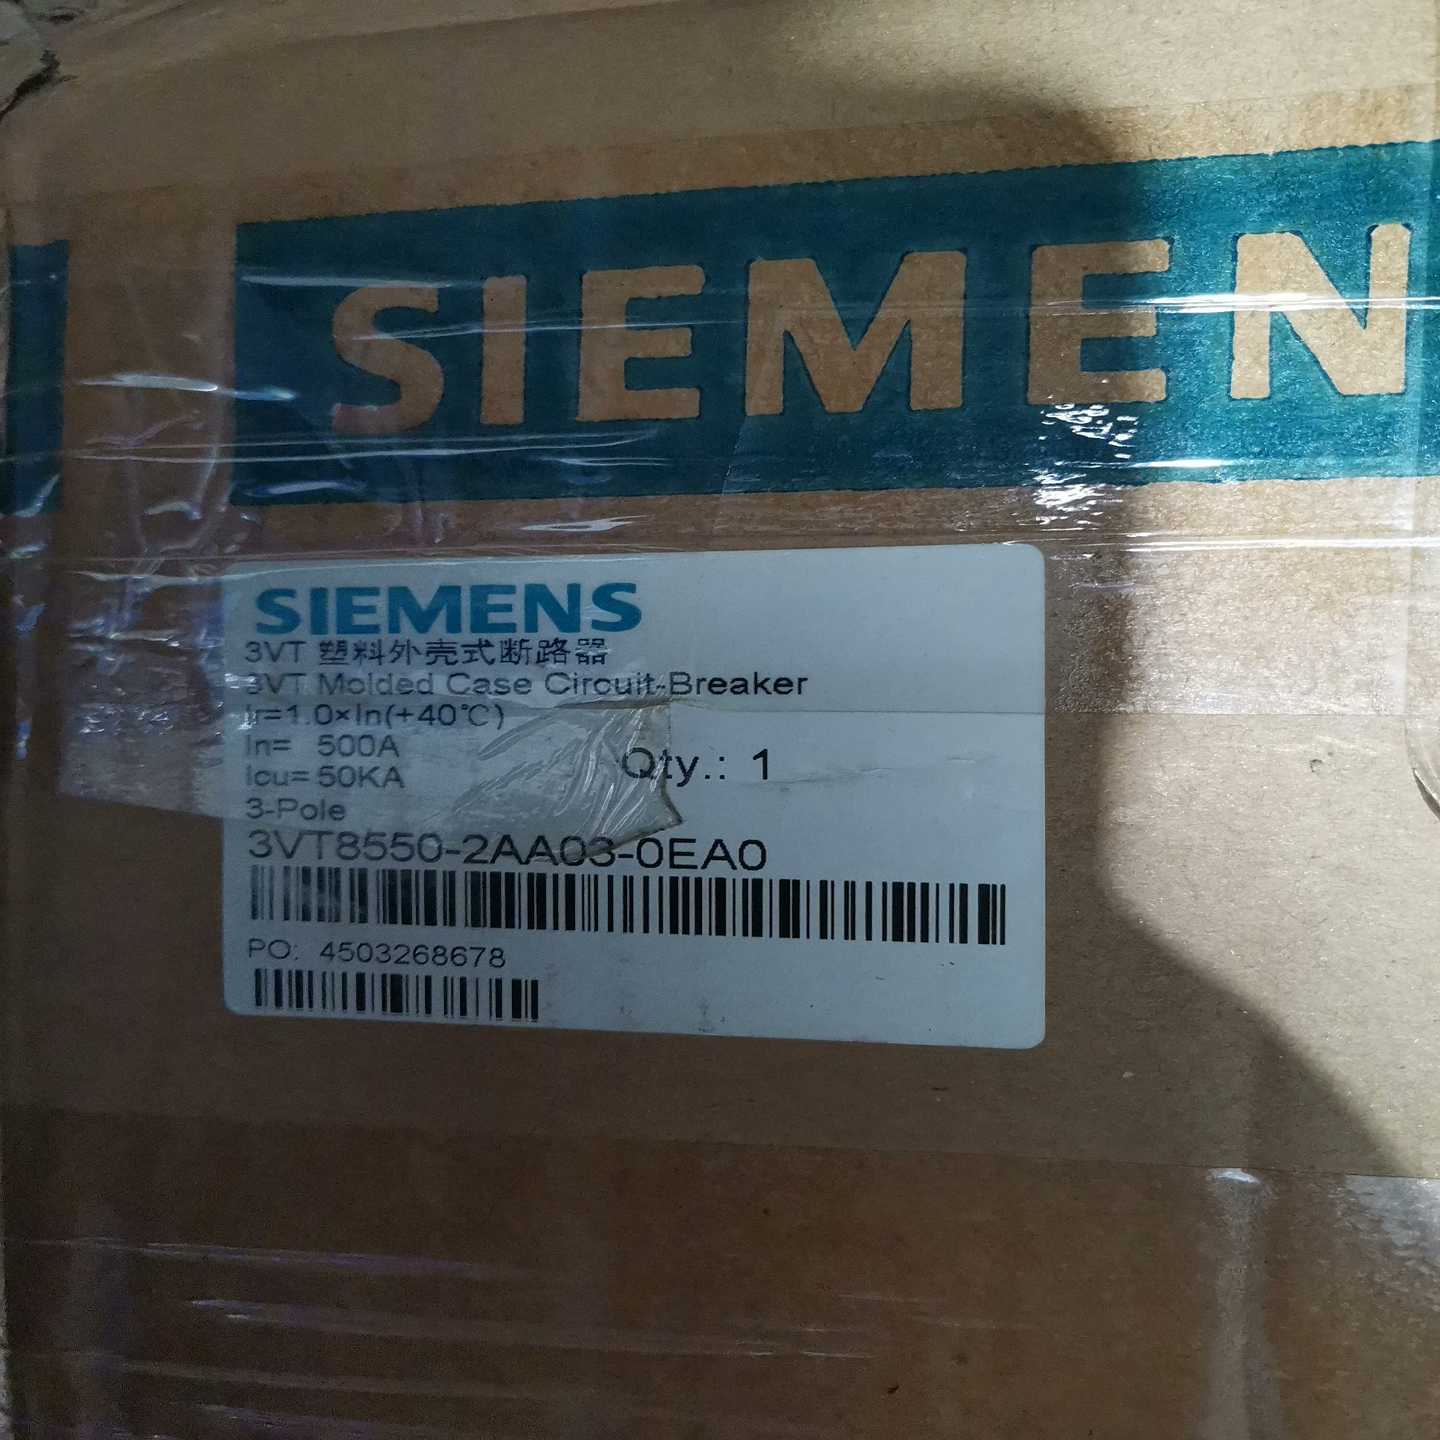 SIEMEN
SIEMENS
3VT 塑料外壳式断路器
3VT Molded Case Circuit-Breaker
Ir=1.0×In(+40℃)
In= 500A
Icu= 50KA
Qty.: 1
3-Pole
3VT8550-2AA03-0EA0
PO: 4503268678